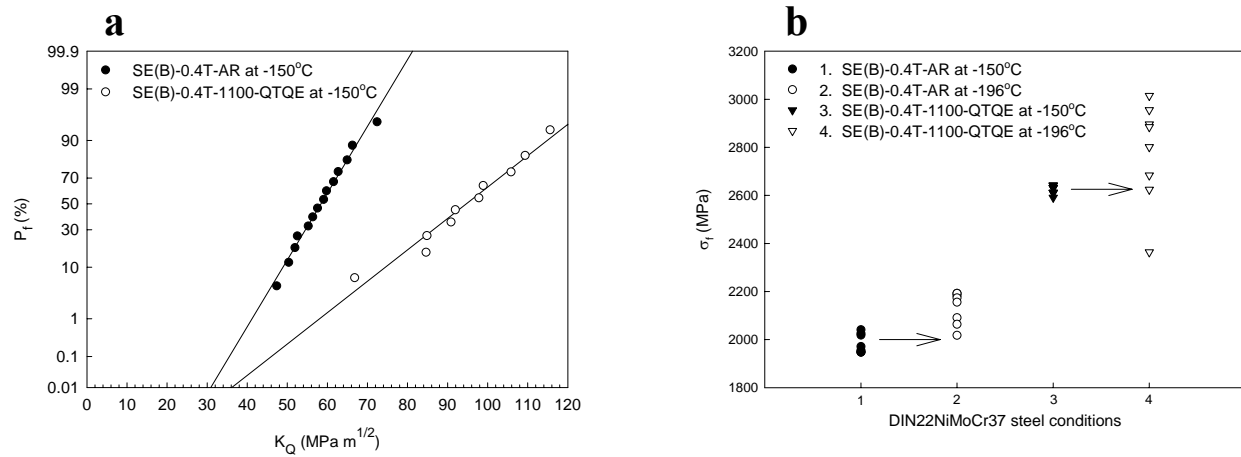 a
99.9
99
90
70
50
30
10
1
0.1
0.01
P_f (%)
SE(B)-0.4T-AR at -150°C
SE(B)-0.4T-1100-QTQE at -150°C
0 10 20 30 40 50 60 70 80 90 100 110 120
K_Q (MPa m^1/2)
b
3200
3000
2800
2600
2400
2200
2000
1800
σ_f (MPa)
1. SE(B)-0.4T-AR at -150°C
2. SE(B)-0.4T-AR at -196°C
3. SE(B)-0.4T-1100-QTQE at -150°C
4. SE(B)-0.4T-1100-QTQE at -196°C
1 2 3 4
DIN22NiMoCr37 steel conditions